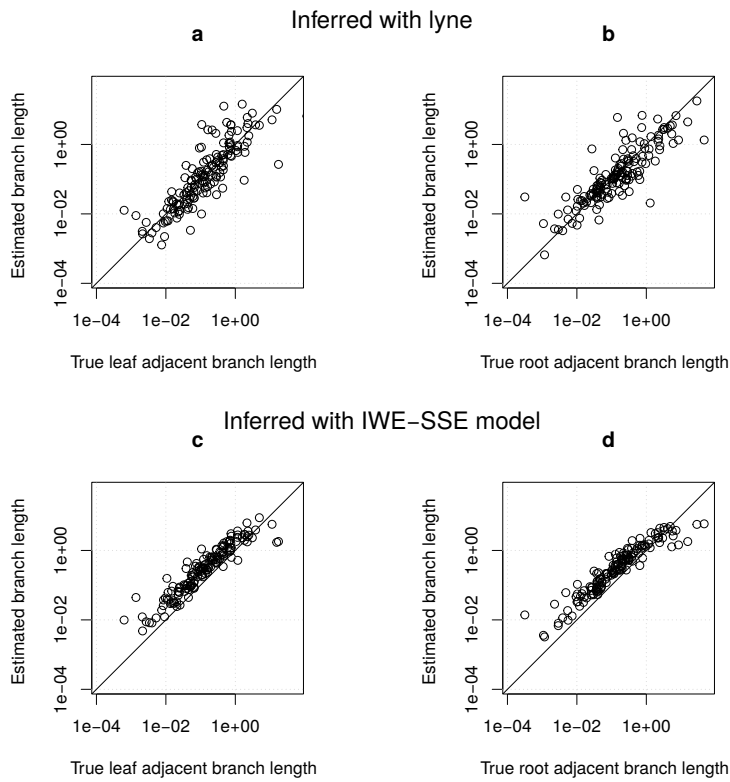 Inferred with lyne
a
b
Estimated branch length
1e−04 1e−02 1e+00
1e−04 1e−02 1e+00
True leaf adjacent branch length
Estimated branch length
1e−04 1e−02 1e+00
1e−04 1e−02 1e+00
True root adjacent branch length
Inferred with IWE−SSE model
c
d
Estimated branch length
1e−04 1e−02 1e+00
1e−04 1e−02 1e+00
True leaf adjacent branch length
Estimated branch length
1e−04 1e−02 1e+00
1e−04 1e−02 1e+00
True root adjacent branch length